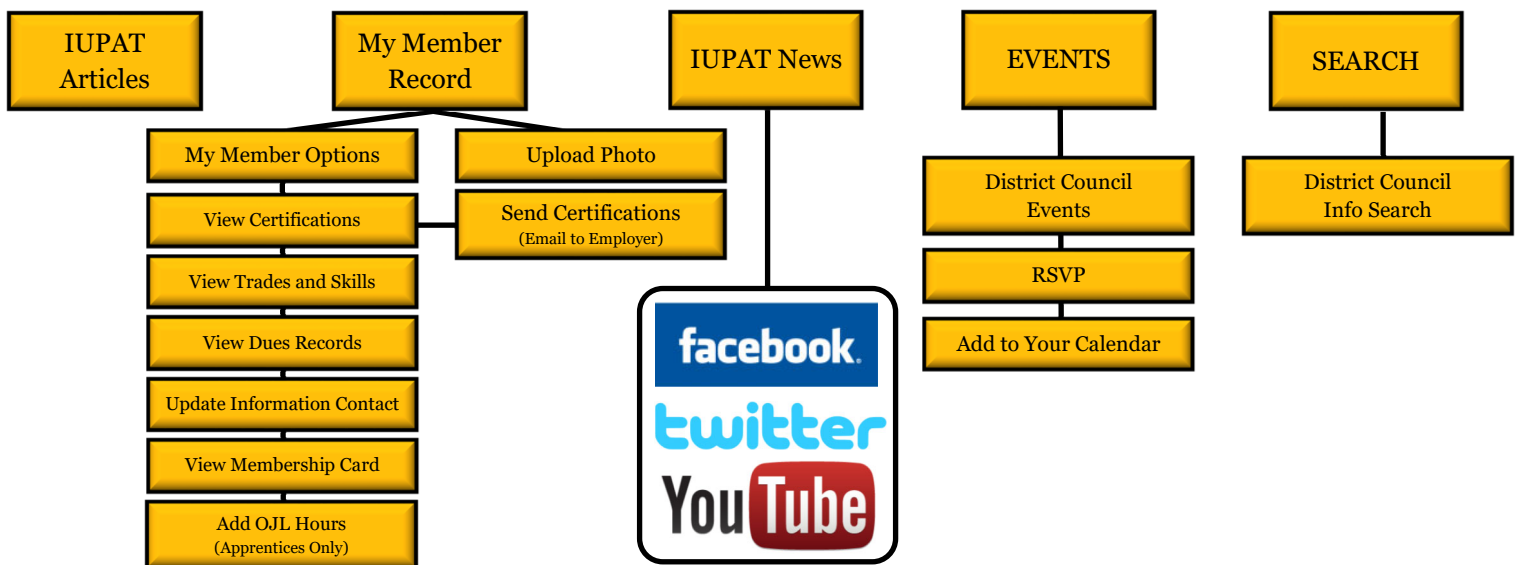 IUPAT
Articles
My Member
Record
IUPAT News
EVENTS
SEARCH
My Member Options
Upload Photo
View Certifications
Send Certifications
(Email to Employer)
View Trades and Skills
View Dues Records
Update Information Contact
View Membership Card
Add OJL Hours
(Apprentices Only)
facebook.
twitter
YouTube
District Council
Events
RSVP
Add to Your Calendar
District Council
Info Search